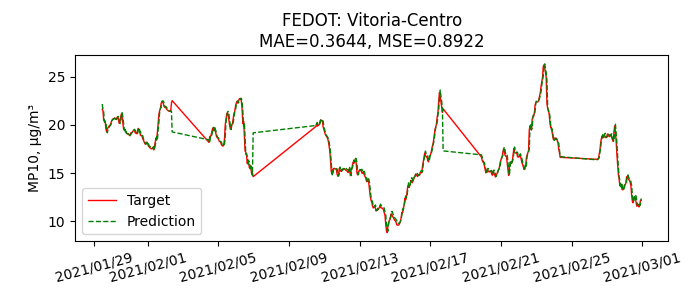 FEDOT: Vitoria-Centro
MAE=0.3644, MSE=0.8922
MP10, µg/m³
25
20
15
10
Target
Prediction
2021/01/29
2021/02/01
2021/02/05
2021/02/09
2021/02/13
2021/02/17
2021/02/21
2021/02/25
2021/03/01